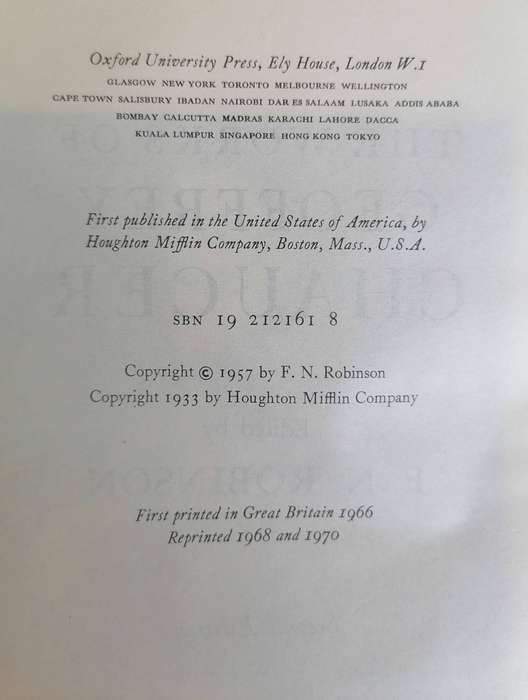 Oxford University Press, Ely House, London W.1
GLASGOW NEW YORK TORONTO MELBOURNE WELLINGTON
CAPE TOWN SALISBURY IBADAN NAIROBI DAR ES SALAAM LUSAKA ADDIS ABABA
BOMBAY CALCUTTA MADRAS KARACHI LAHORE DACCA
KUALA LUMPUR SINGAPORE HONG KONG TOKYO
First published in the United States of America, by
Houghton Mifflin Company, Boston, Mass., U.S.A.
SBN 19 212161 8
Copyright © 1957 by F. N. Robinson
Copyright 1933 by Houghton Mifflin Company
First printed in Great Britain 1966
Reprinted 1968 and 1970